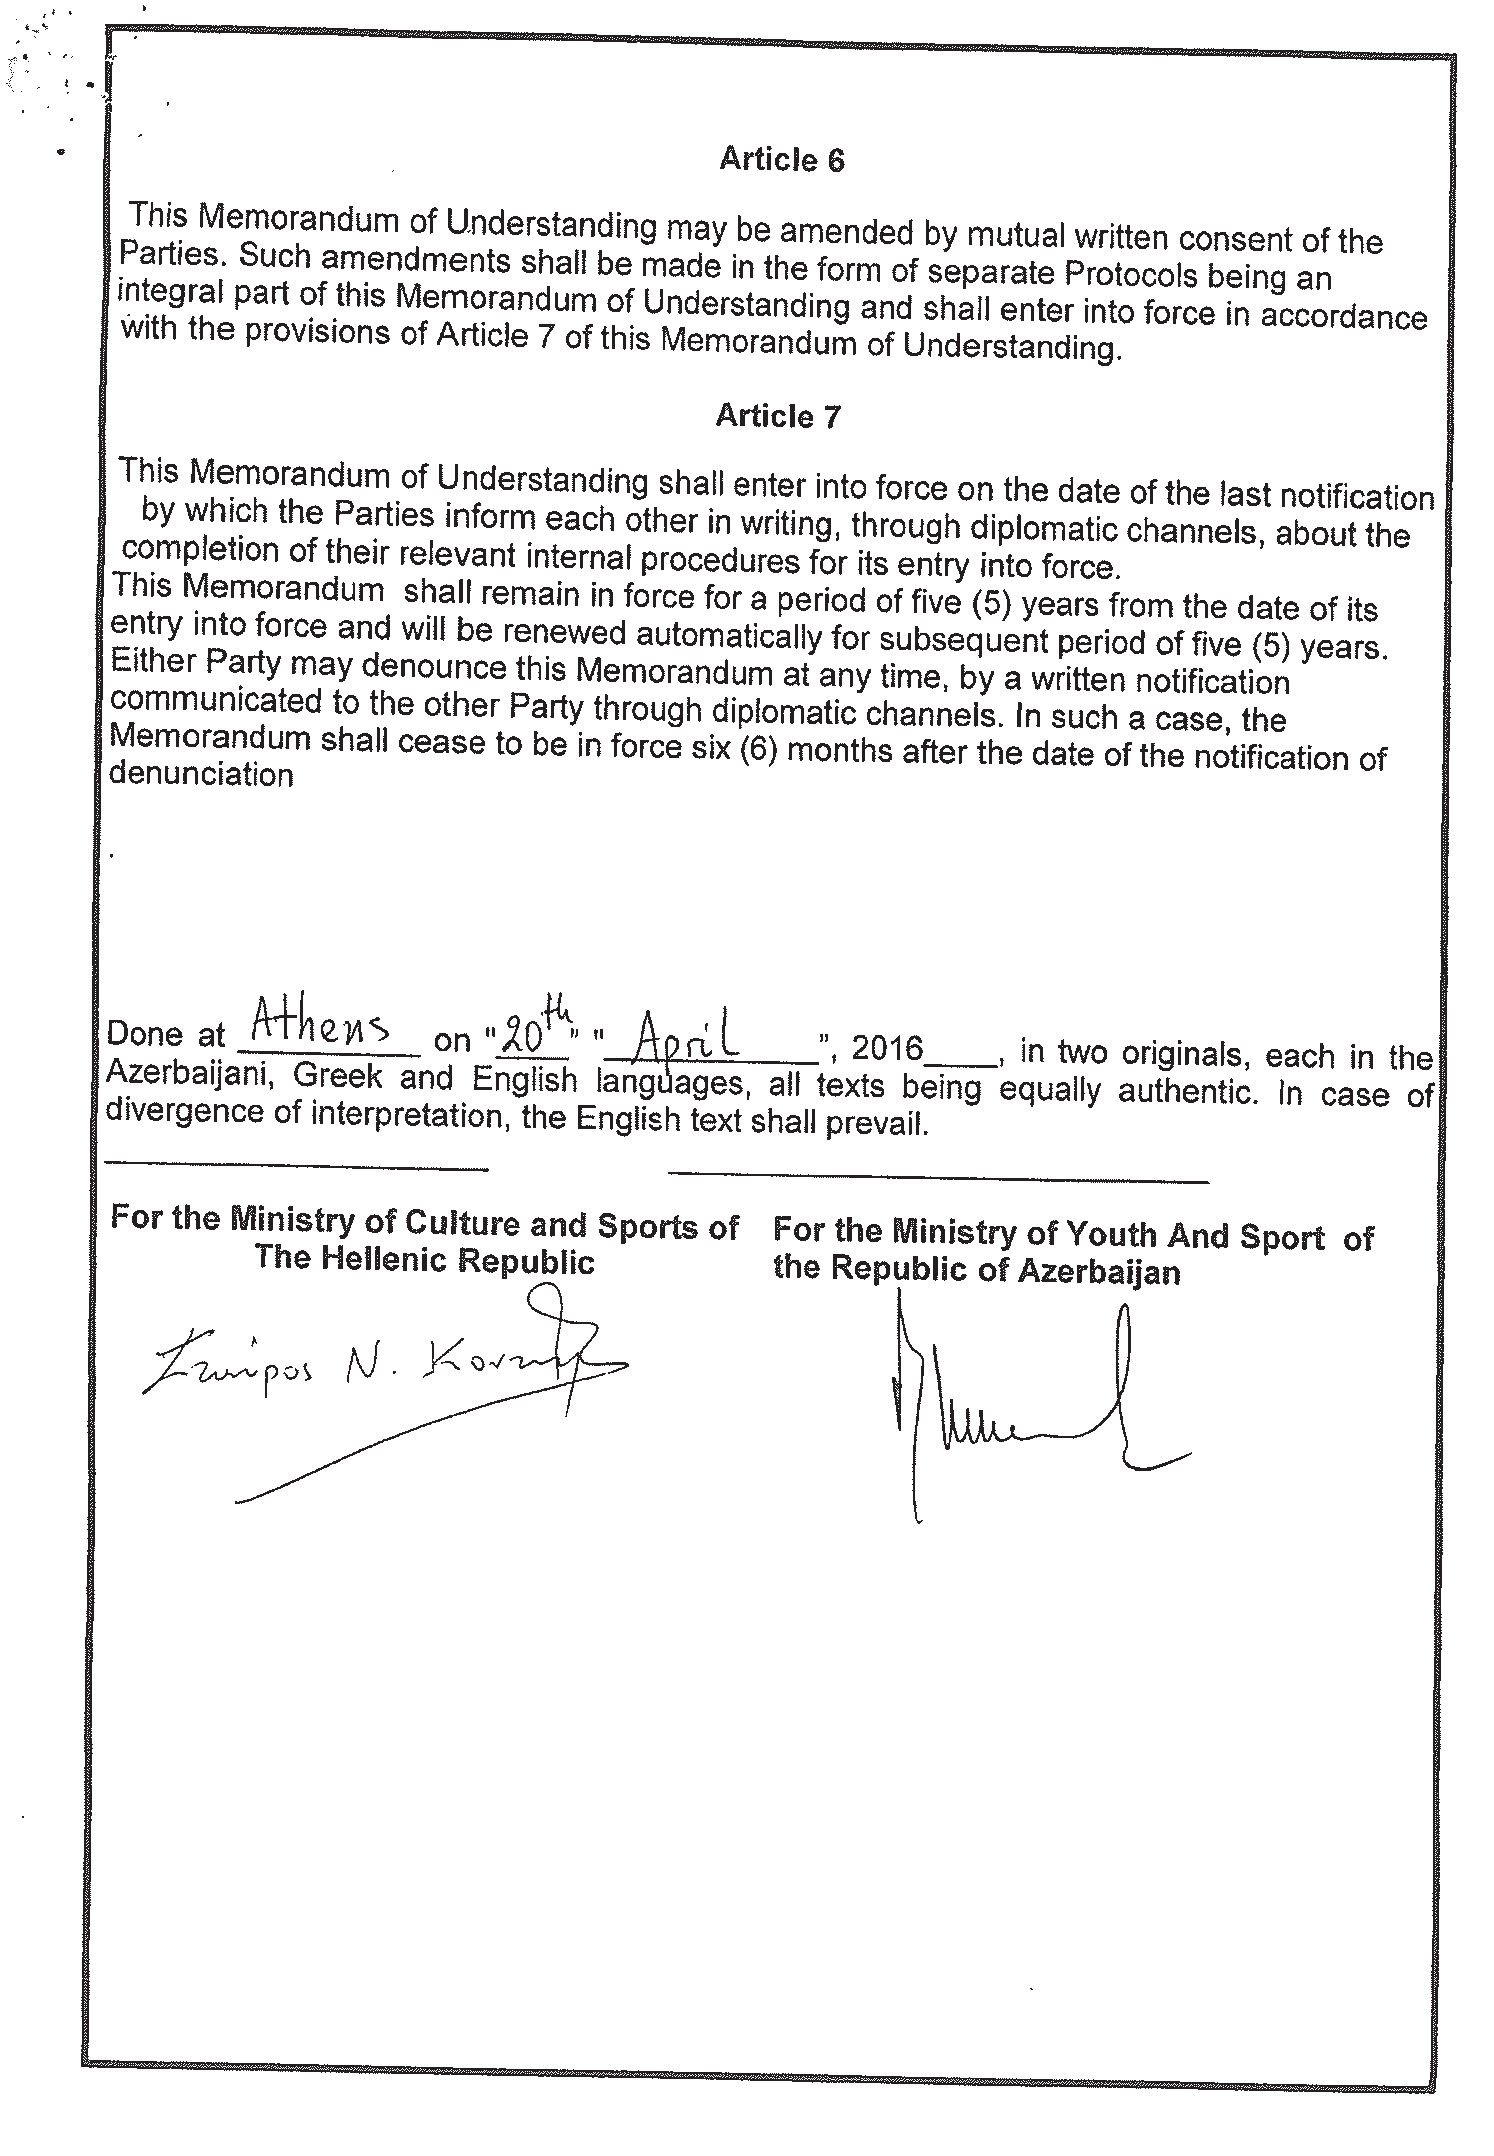 Article 6
This Memorandum of Understanding may be amended by mutual written consent of the
Parties. Such amendments shall be made in the form of separate Protocols being an
integral part of this Memorandum of Understanding and shall enter into force in accordance
with the provisions of Article 7 of this Memorandum of Understanding.
Article 7
This Memorandum of Understanding shall enter into force on the date of the last notification
by which the Parties inform each other in writing, through diplomatic channels, about the
completion of their relevant internal procedures for its entry into force.
This Memorandum shall remain in force for a period of five (5) years from the date of its
entry into force and will be renewed automatically for subsequent period of five (5) years.
Either Party may denounce this Memorandum at any time, by a written notification
communicated to the other Party through diplomatic channels. In such a case, the
Memorandum shall cease to be in force six (6) months after the date of the notification of
denunciation
Done at Athens on "20th" " April ", 2016____, in two originals, each in the
Azerbaijani, Greek and English languages, all texts being equally authentic. In case of
divergence of interpretation, the English text shall prevail.
For the Ministry of Culture and Sports of
The Hellenic Republic
For the Ministry of Youth And Sport of
the Republic of Azerbaijan
N.